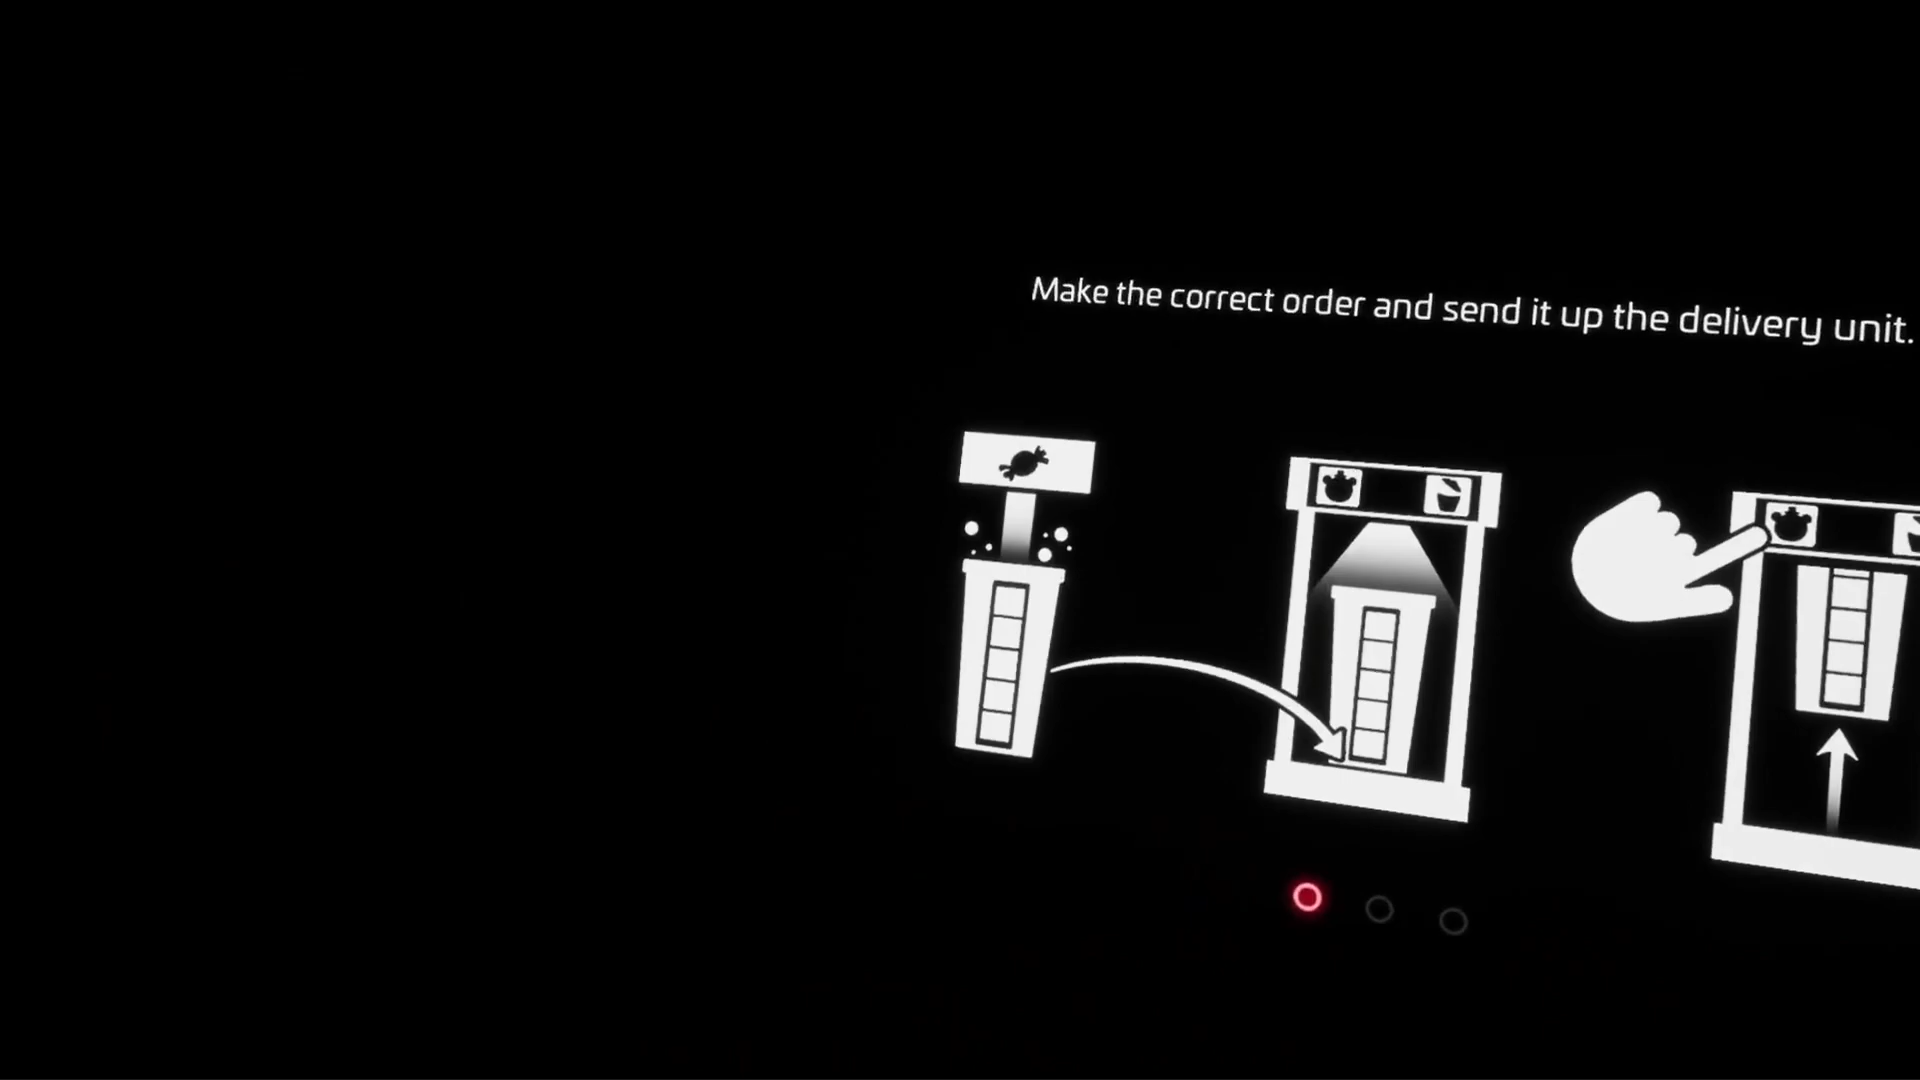 Make the correct order and send it up the delivery unit.